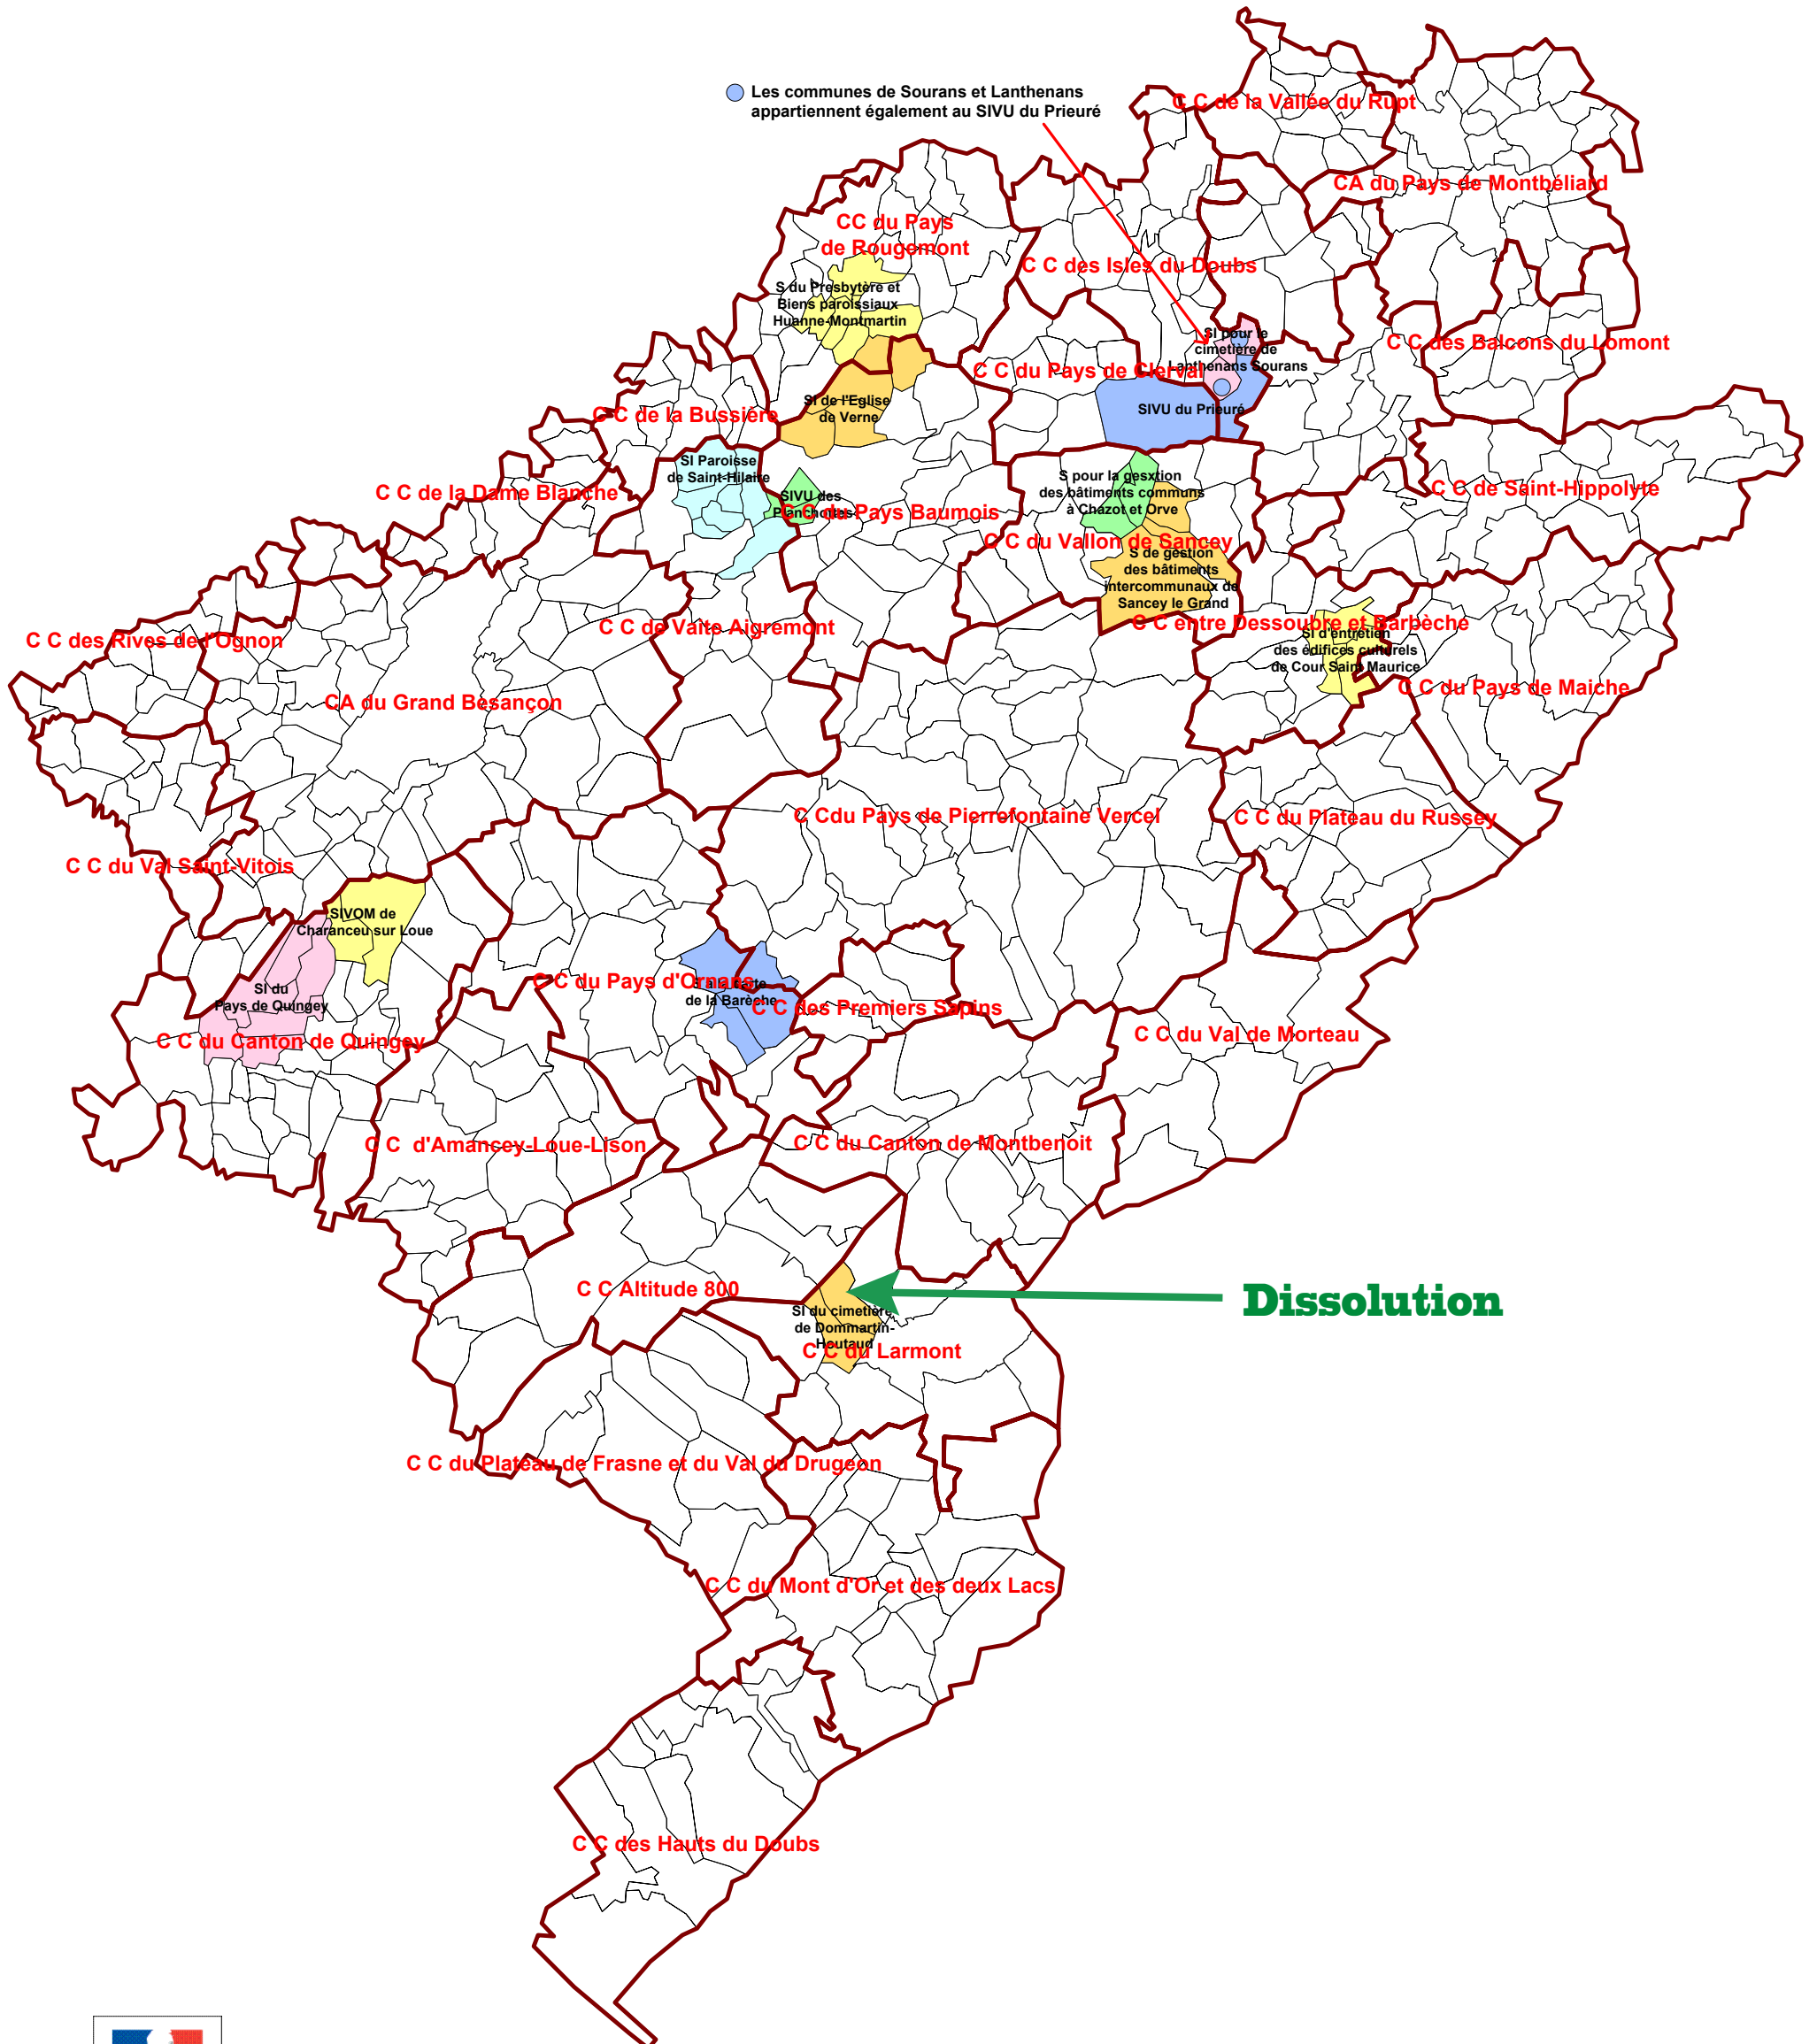 Les communes de Sourans et Lanthenans
appartiennent également au SIVU du Prieuré
C C de la Vallée du Rupt
CA du Pays de Montbéliard
CC du Pays
de Rougemont
C C des Isles du Doubs
S du Presbytère et
Biens paroissiaux
Huanne-Montmartin
SI pour le
cimetière de
Lanthenans Sourans
C C des Balcons du Lomont
C C du Pays de Clerval
SI de l'Eglise
de Verne
SIVU du Prieuré
C C de la Bussière
SI Paroisse
de Saint-Hilaire
S pour la gesxtion
des bâtiments communs
à Chazot et Orve
C C de la Dame Blanche
SIVU des
Planchottes
C C du Pays Baumois
C C de Saint-Hippolyte
C C du Vallon de Sancey
S de gestion
des bâtiments
intercommunaux de
Sancey le Grand
C C des Rives de l'Ognon
C C de Vaite Aigremont
C C entre Dessoubre et Barbèche
SI d'entretien
des édifices culturels
de Cour Saint Maurice
CA du Grand Besançon
C C du Pays de Maiche
C Cdu Pays de Pierrefontaine Vercel
C C du Plateau du Russey
C C du Val Saint-Vitois
SIVOM de
Charanceu sur Loue
C C du Pays d'Ornans
de la Barèche
SI du
Pays de Quingey
C C des Premiers Sapins
C C du Canton de Quingey
C C du Val de Morteau
C C d'Amancey-Loue-Lison
C C du Canton de Montbenoit
C C Altitude 800
Dissolution
SI du cimetière
de Dommartin-
Houtaud
C C du Larmont
C C du Plateau de Frasne et du Val du Drugeon
C C du Mont d'Or et des deux Lacs
C C des Hauts du Doubs